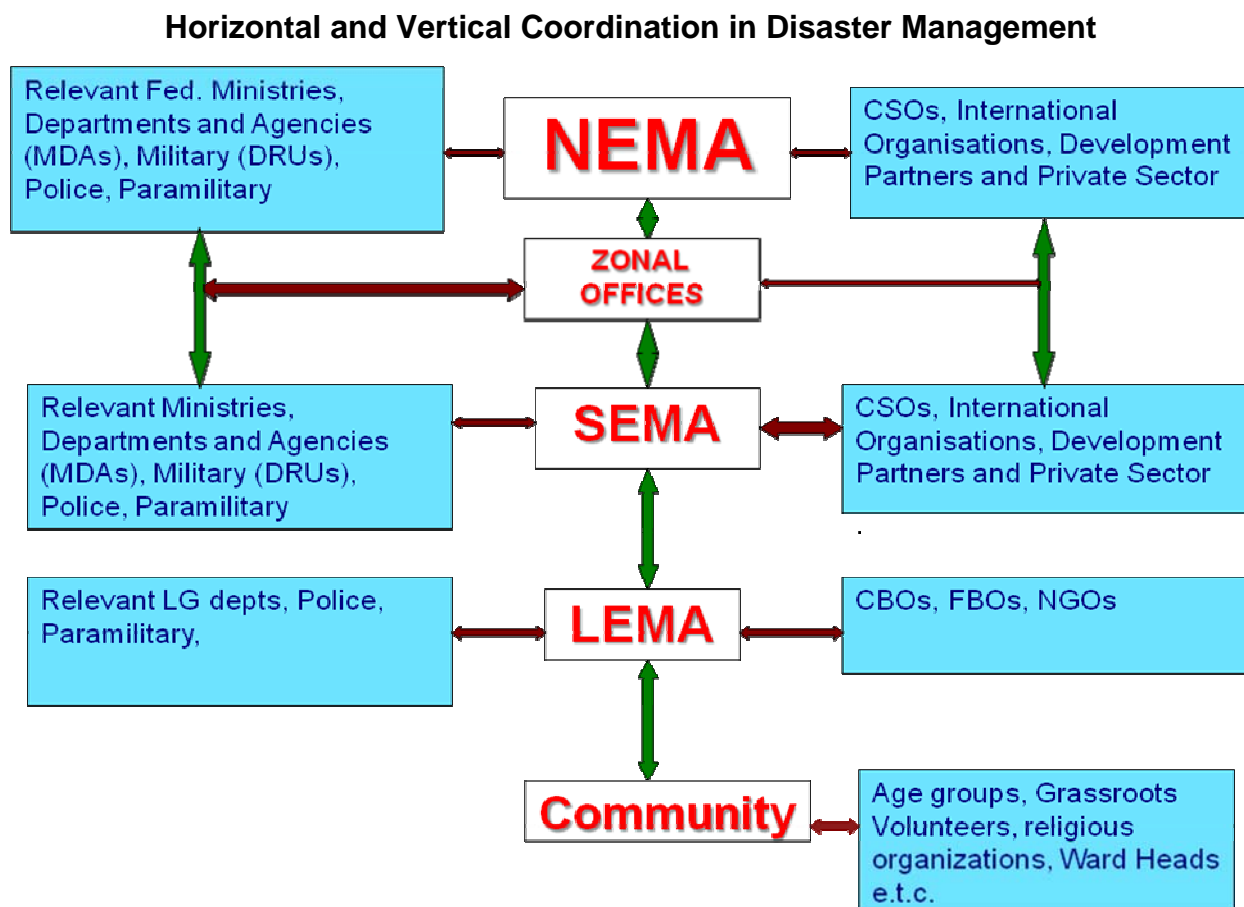 Horizontal and Vertical Coordination in Disaster Management
Relevant Fed. Ministries,
Departments and Agencies
(MDAs), Military (DRUs),
Police, Paramilitary
NEMA
CSOs, International
Organisations, Development
Partners and Private Sector
ZONAL
OFFICES
Relevant Ministries,
Departments and Agencies
(MDAs), Military (DRUs),
Police, Paramilitary
SEMA
CSOs, International
Organisations, Development
Partners and Private Sector
.
Relevant LG depts, Police,
Paramilitary,
LEMA
CBOs, FBOs, NGOs
Community
Age groups, Grassroots
Volunteers, religious
organizations, Ward Heads
e.t.c.